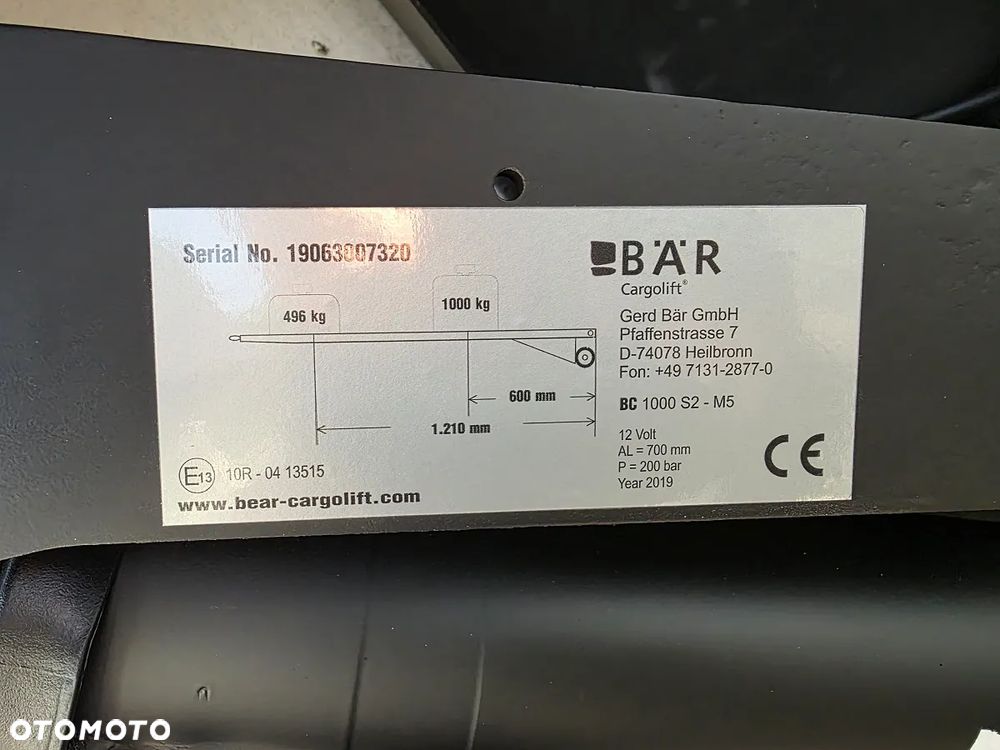 Serial No. 19063807320
BÄR
Cargolift®
496 kg
1000 kg
Gerd Bär GmbH
Pfaffenstrasse 7
D-74078 Heilbronn
Fon: +49 7131-2877-0
600 mm
BC 1000 S2 - M5
1.210 mm
12 Volt
AL = 700 mm
P = 200 bar
Year 2019
CE
E13 10R - 04 13515
www.bear-cargolift.com
OTOMOTO